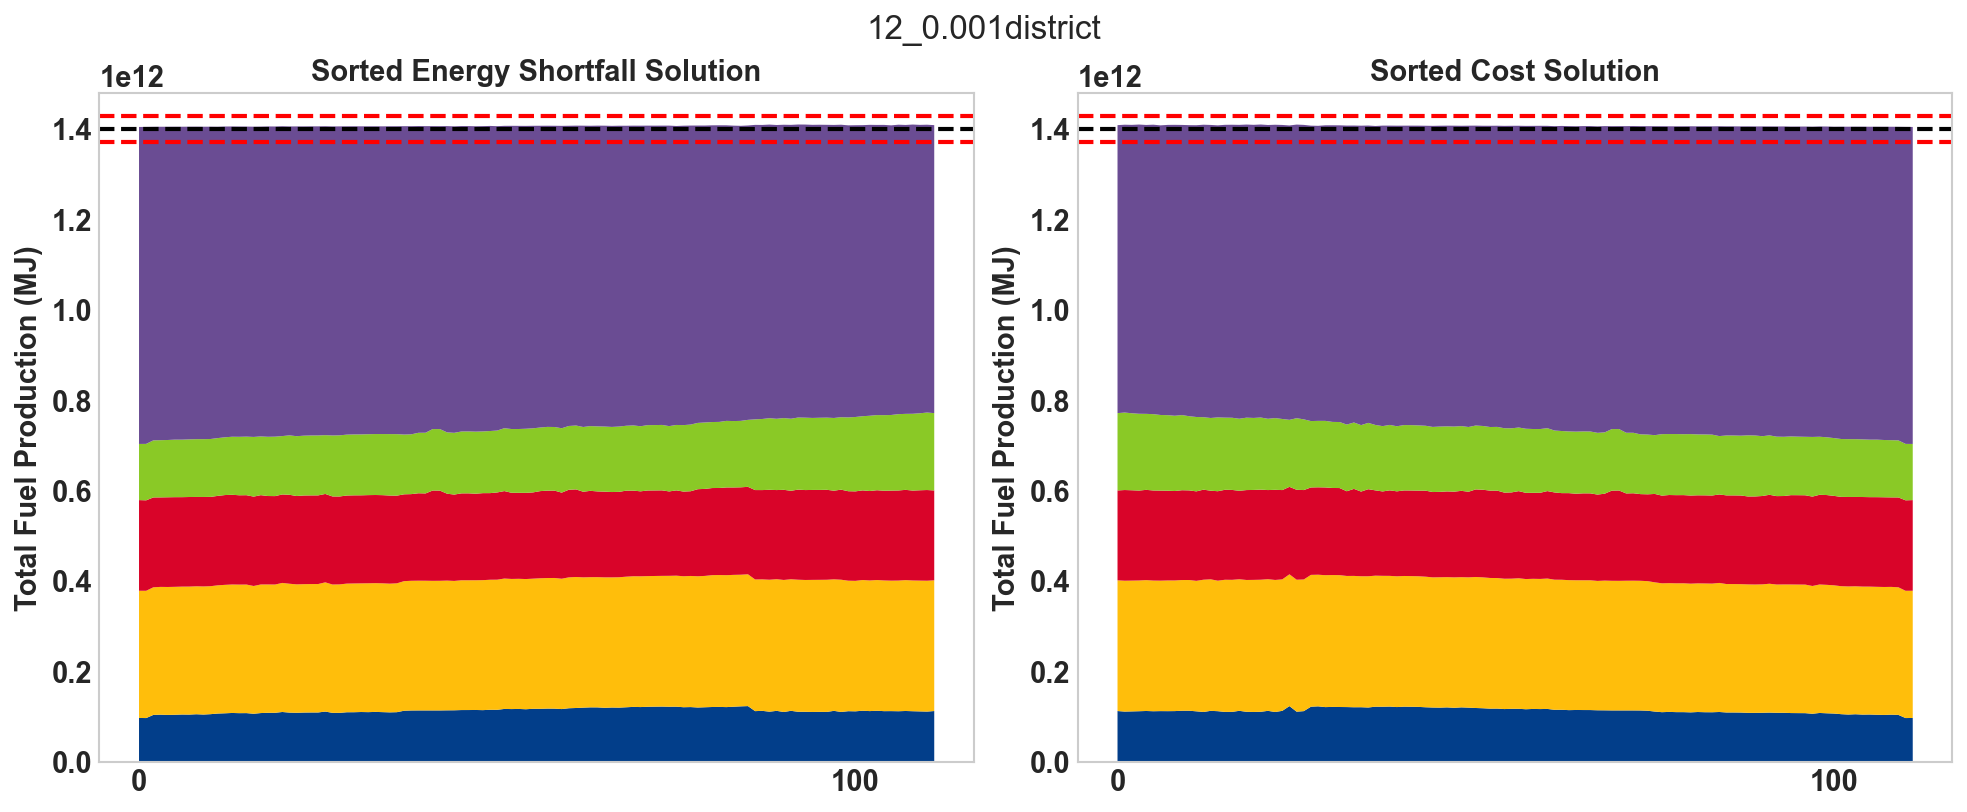 12_0.001district
Sorted Energy Shortfall Solution
1e12
1.4
1.2
1.0
0.8
0.6
0.4
0.2
0.0
0
100
Total Fuel Production (MJ)
Sorted Cost Solution
1e12
1.4
1.2
1.0
0.8
0.6
0.4
0.2
0.0
0
100
Total Fuel Production (MJ)